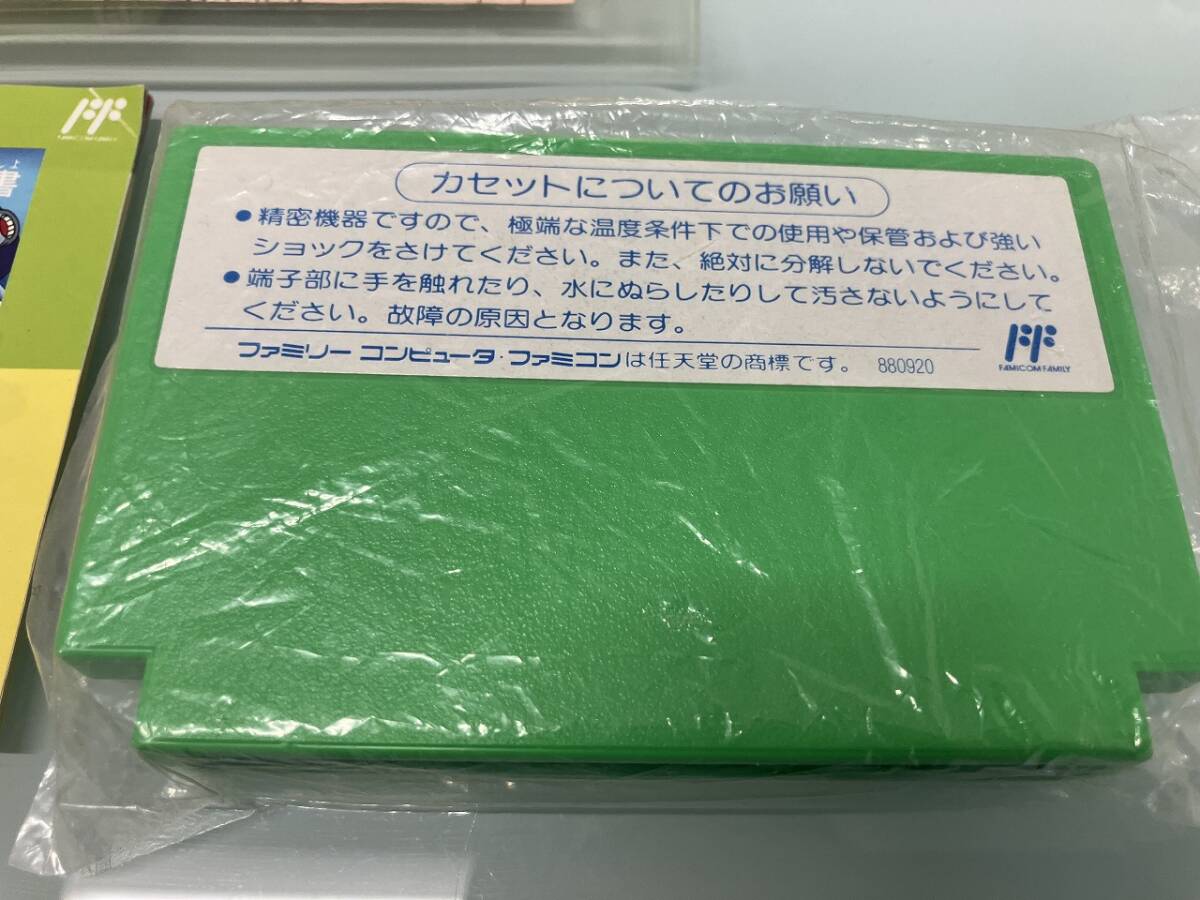 カセットについてのお願い
●精密機器ですので、極端な温度条件下での使用や保管および強い
ショックをさけてください。また、絶対に分解しないでください。
●端子部に手を触れたり、水にぬらしたりして汚さないようにして
ください。故障の原因となります。
ファミリー コンピュータ・ファミコンは任天堂の商標です。 880920
FAMICOM FAMILY
FAMICOM FAMILY
書